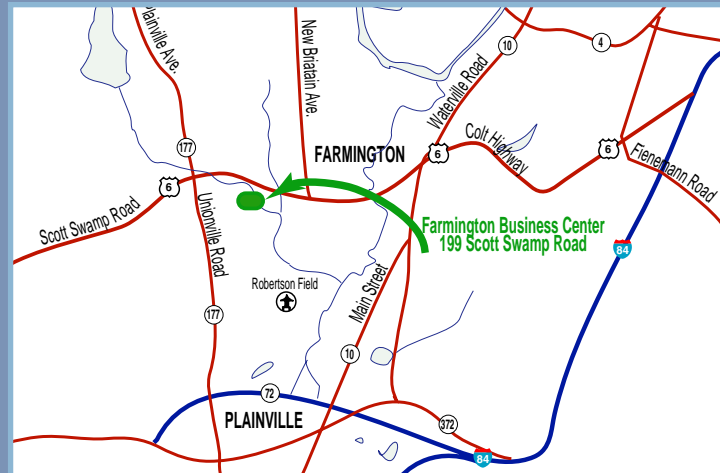 Plainville Ave.
New Briatain Ave.
10
4
Waterville Road
177
FARMINGTON
6
Colt Highway
6
Fienemann Road
6
Scott Swamp Road
Unionville Road
Farmington Business Center
199 Scott Swamp Road
84
Robertson Field
Main Street
177
10
72
PLAINVILLE
372
84